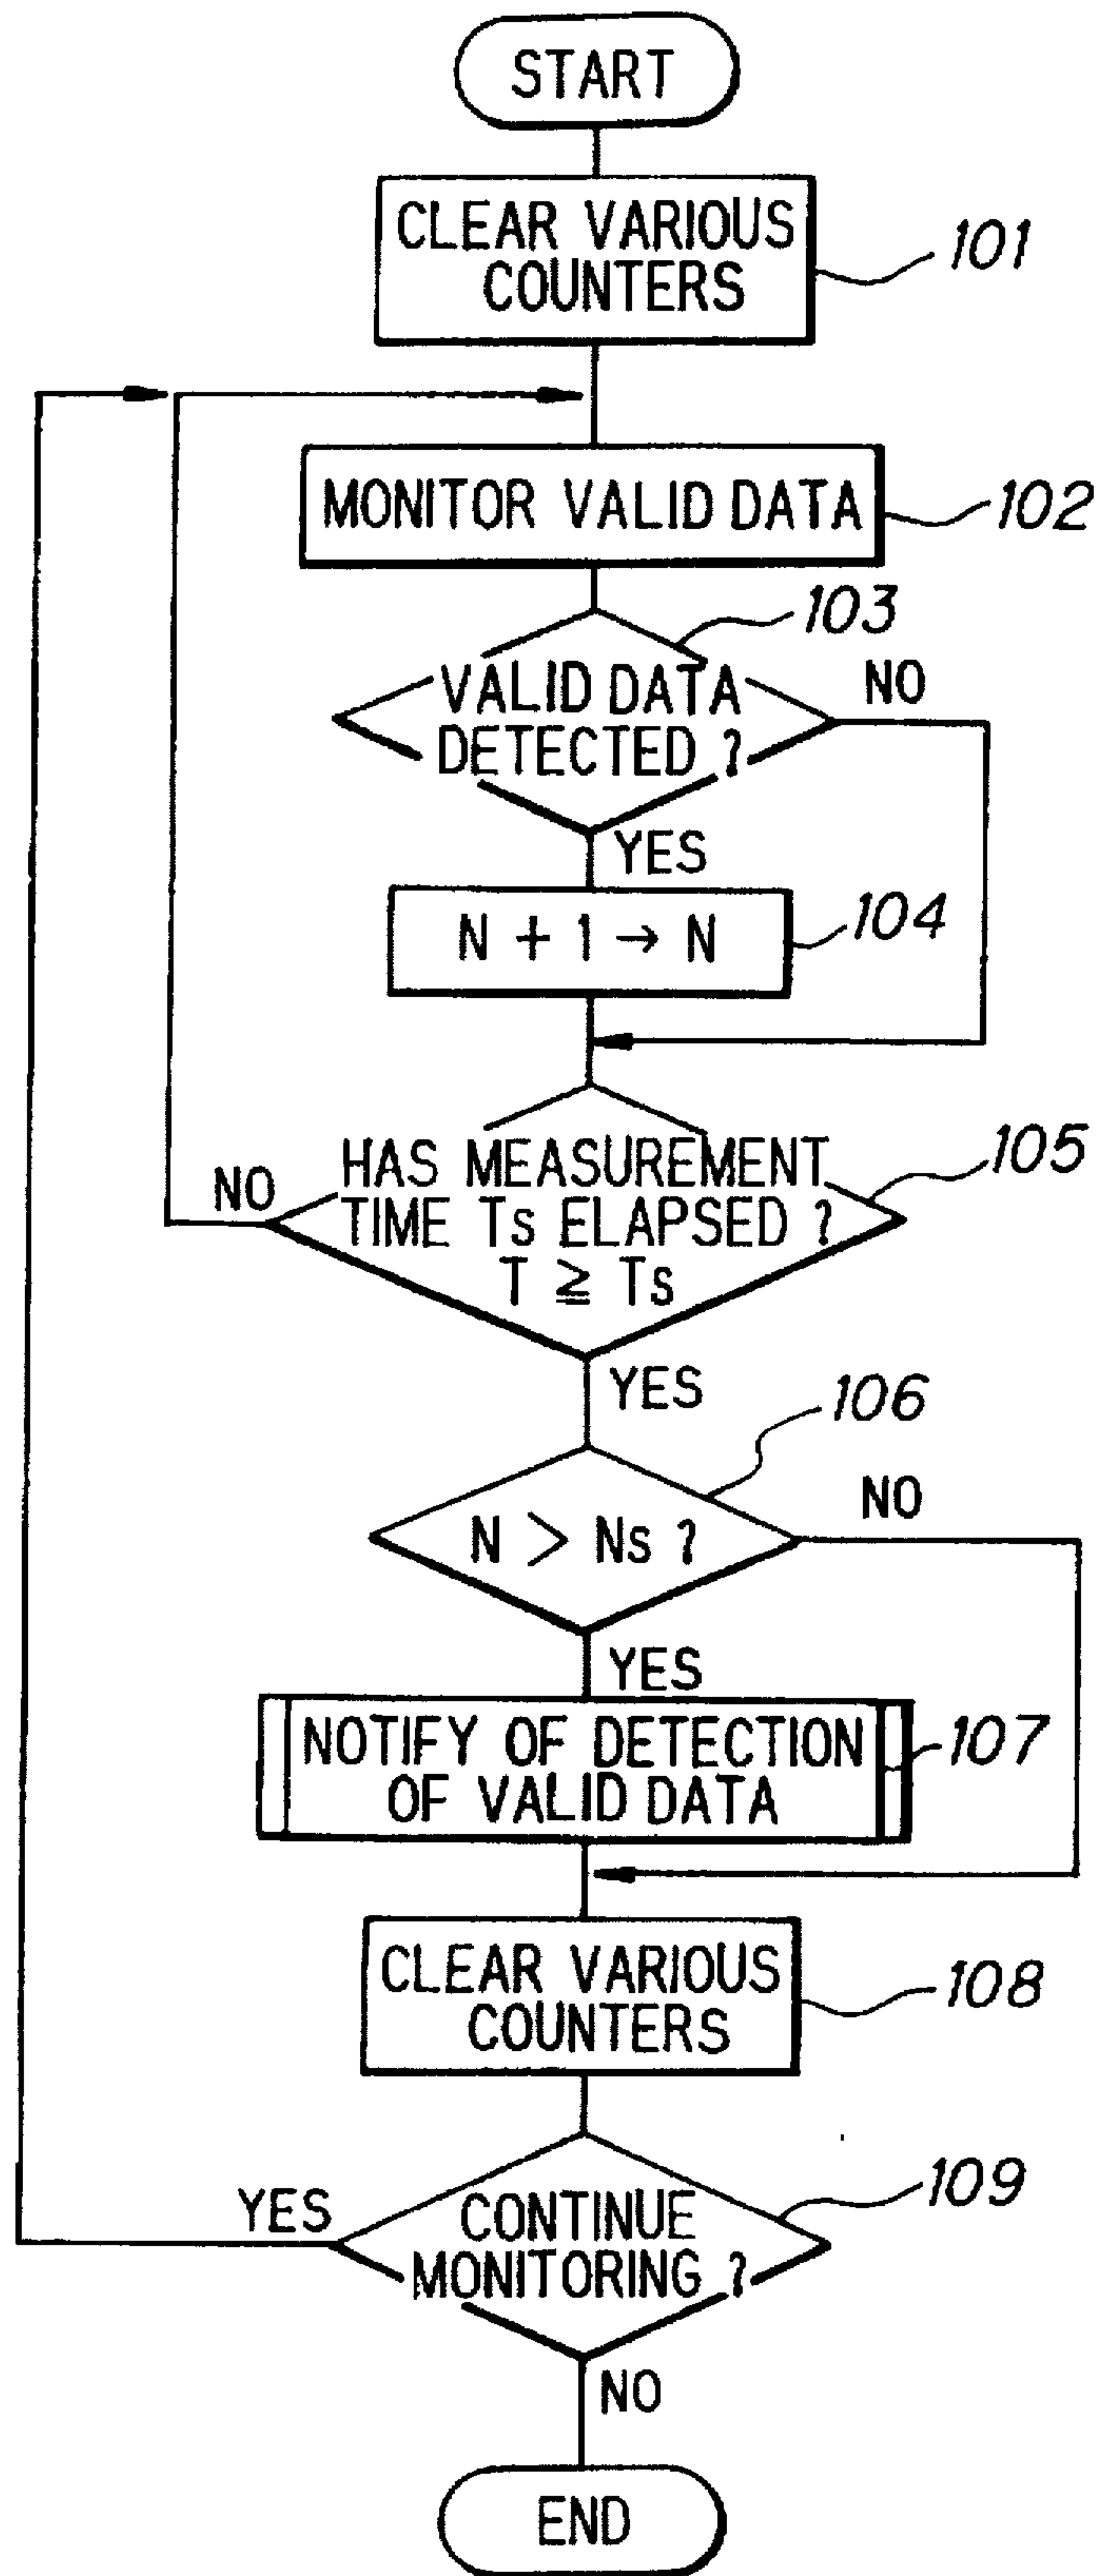 START
CLEAR VARIOUS
COUNTERS
101
MONITOR VALID DATA
102
103
VALID DATA
DETECTED ?
NO
YES
N + 1 → N
104
HAS MEASUREMENT
TIME Ts ELAPSED ?
T ≧ Ts
105
NO
YES
106
N > Ns ?
NO
YES
NOTIFY OF DETECTION
OF VALID DATA
107
CLEAR VARIOUS
COUNTERS
108
109
YES
CONTINUE
MONITORING ?
NO
END